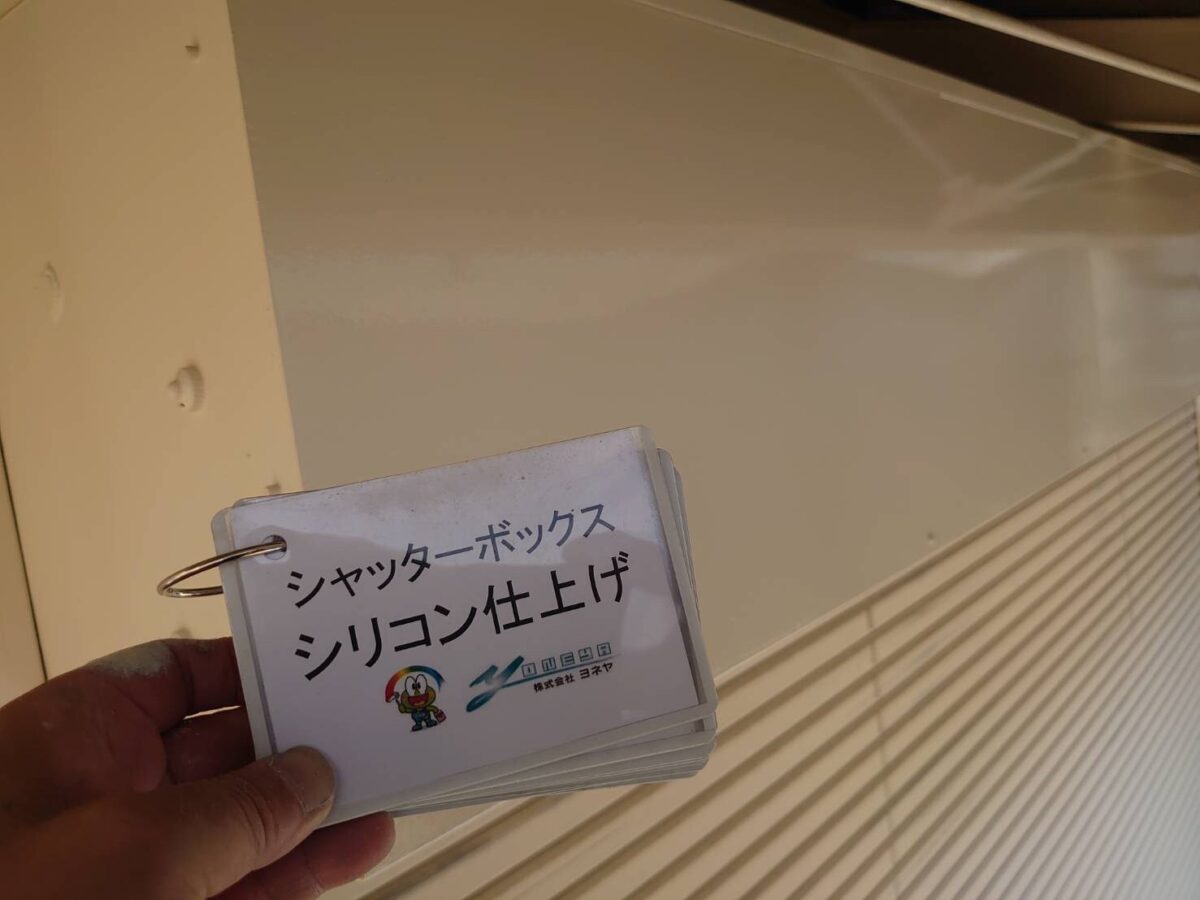 シャッターボックス
シリコン仕上げ
YONEYA
株式会社 ヨネヤ